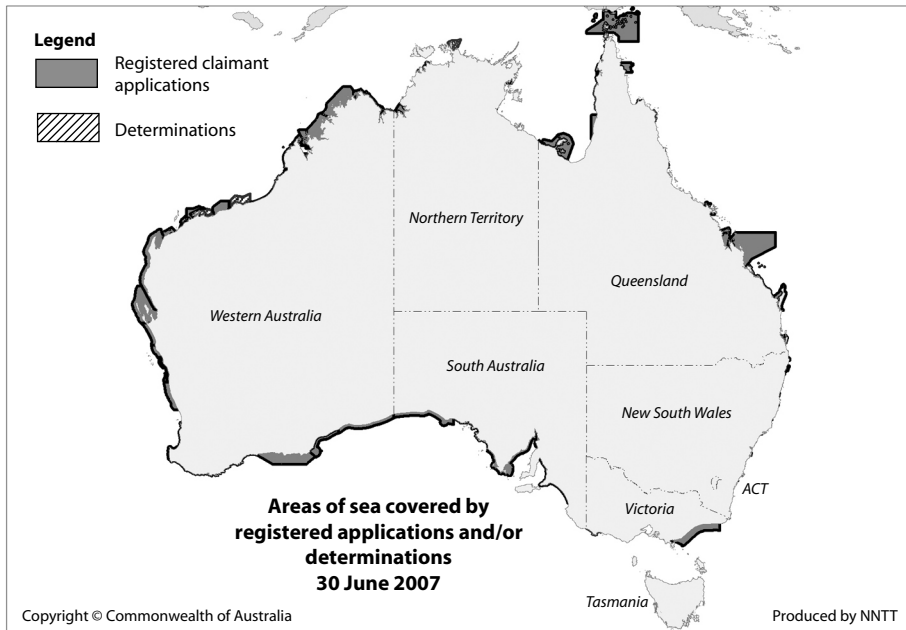 Legend
Registered claimant
applications
Determinations
Northern Territory
Queensland
Western Australia
South Australia
New South Wales
ACT
Victoria
Areas of sea covered by
registered applications and/or
determinations
30 June 2007
Tasmania
Copyright © Commonwealth of Australia
Produced by NNTT